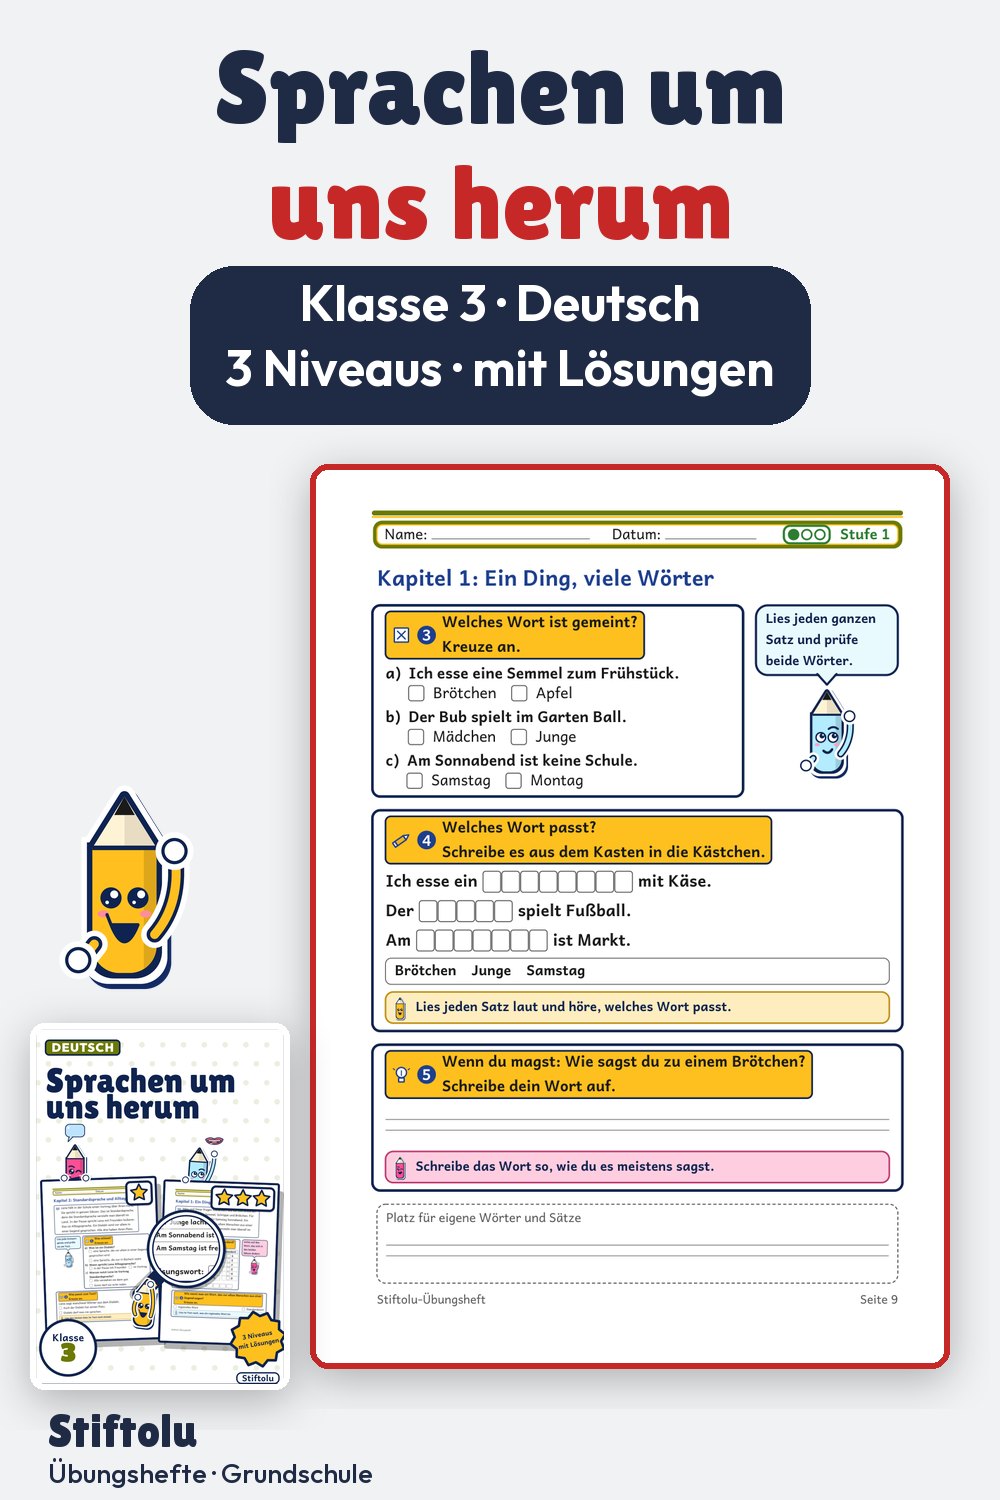 Sprachen um
uns herum
Klasse 3 · Deutsch
3 Niveaus · mit Lösungen
Name: Datum: Stufe 1
Kapitel 1: Ein Ding, viele Wörter
3 Welches Wort ist gemeint?
Kreuze an.
a) Ich esse eine Semmel zum Frühstück.
Brötchen Apfel
b) Der Bub spielt im Garten Ball.
Mädchen Junge
c) Am Sonnabend ist keine Schule.
Samstag Montag
Lies jeden ganzen
Satz und prüfe
beide Wörter.
4 Welches Wort passt?
Schreibe es aus dem Kasten in die Kästchen.
Ich esse ein mit Käse.
Der spielt Fußball.
Am ist Markt.
Brötchen Junge Samstag
Lies jeden Satz laut und höre, welches Wort passt.
5 Wenn du magst: Wie sagst du zu einem Brötchen?
Schreibe dein Wort auf.
Schreibe das Wort so, wie du es meistens sagst.
Platz für eigene Wörter und Sätze
Stiftolu-Übungsheft Seite 9
DEUTSCH
Sprachen um
uns herum
Junge lach
Am Sonnabend ist
Am Samstag ist fre
sungswort:
Klasse
3
3 Niveaus
mit Lösungen
Stiftolu
Stiftolu
Übungshefte · Grundschule